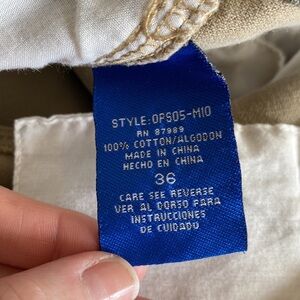 STYLE:OPS05-M10
RN 87989
100% COTTON/ALGODON
MADE IN CHINA
HECHO EN CHINA
36
CARE SEE REVERSE
VER AL DORSO PARA
INSTRUCCIONES
DE CUIDADO